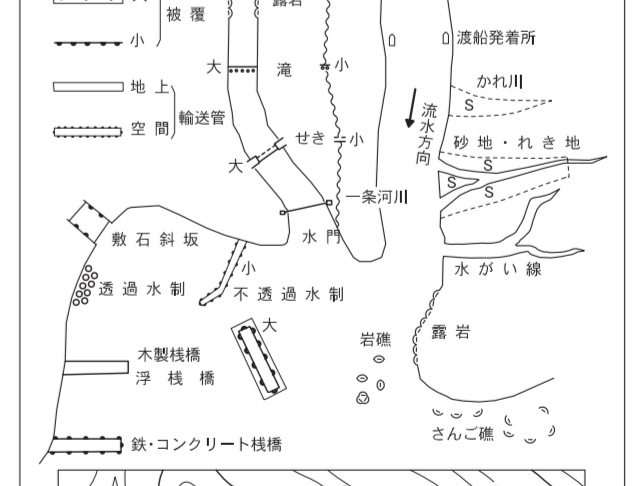 被覆
小
大
滝
小
渡船発着所
地上
輸送管
空間
かれ川
S
流水方向
砂地・れき地
せき
小
大
S
S
S
一条河川
敷石斜坂
水門
水がい線
小
透過水制
不透過水制
大
岩礁
露岩
木製桟橋
浮桟橋
さんご礁
鉄・コンクリート桟橋